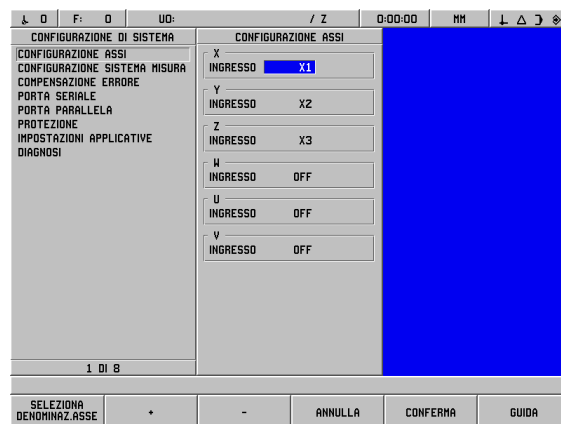 0 F: 0 UO: / Z 0:00:00 MM
CONFIGURAZIONE DI SISTEMA
CONFIGURAZIONE ASSI
CONFIGURAZIONE SISTEMA MISURA
COMPENSAZIONE ERRORE
PORTA SERIALE
PORTA PARALLELA
PROTEZIONE
IMPOSTAZIONI APPLICATIVE
DIAGNOSI
1 DI 8
CONFIGURAZIONE ASSI
X
INGRESSO X1
Y
INGRESSO X2
Z
INGRESSO X3
W
INGRESSO OFF
U
INGRESSO OFF
V
INGRESSO OFF
SELEZIONA
DENOMINAZ.ASSE
+
-
ANNULLA
CONFERMA
GUIDA